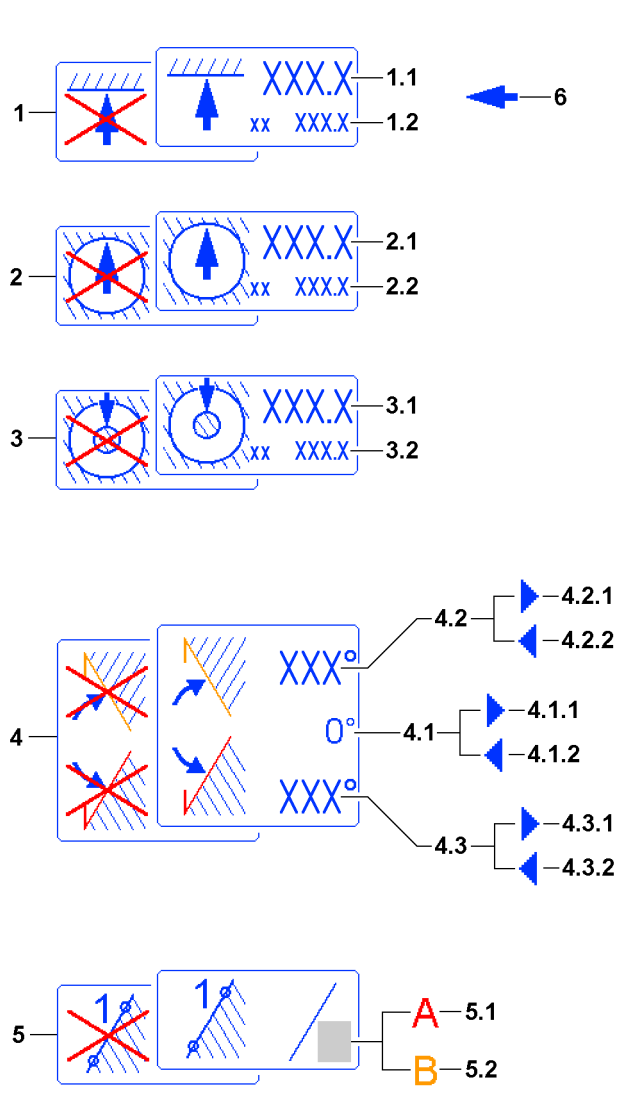 XXX.X 1.1
6
1
xx XXX.X 1.2
XXX.X 2.1
2
xx XXX.X 2.2
XXX.X 3.1
3
xx XXX.X 3.2
4.2.1
4.2
4.2.2
XXX°
4.1.1
4 0° 4.1
4.1.2
XXX°
4.3.1
4.3
4.3.2
1 1
A 5.1
5
B 5.2